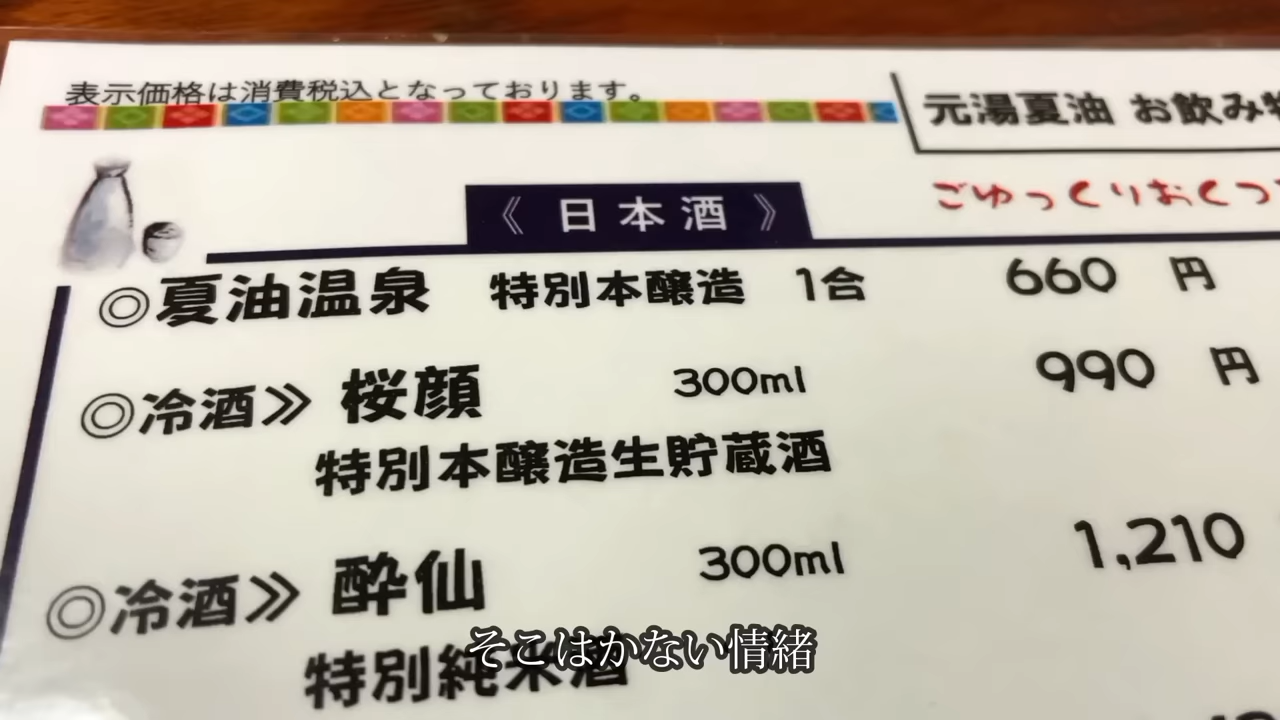 表示価格は消費税込となっております。
元湯夏油 お飲み
ごゆっくりおくつ
《 日本酒 》
◎夏油温泉 特別本醸造 1合 660 円
◎冷酒≫ 桜顔 300ml 990 円
特別本醸造生貯蔵酒
◎冷酒≫ 酔仙 300ml 1,210
特別純米酒
そこはかない情緒